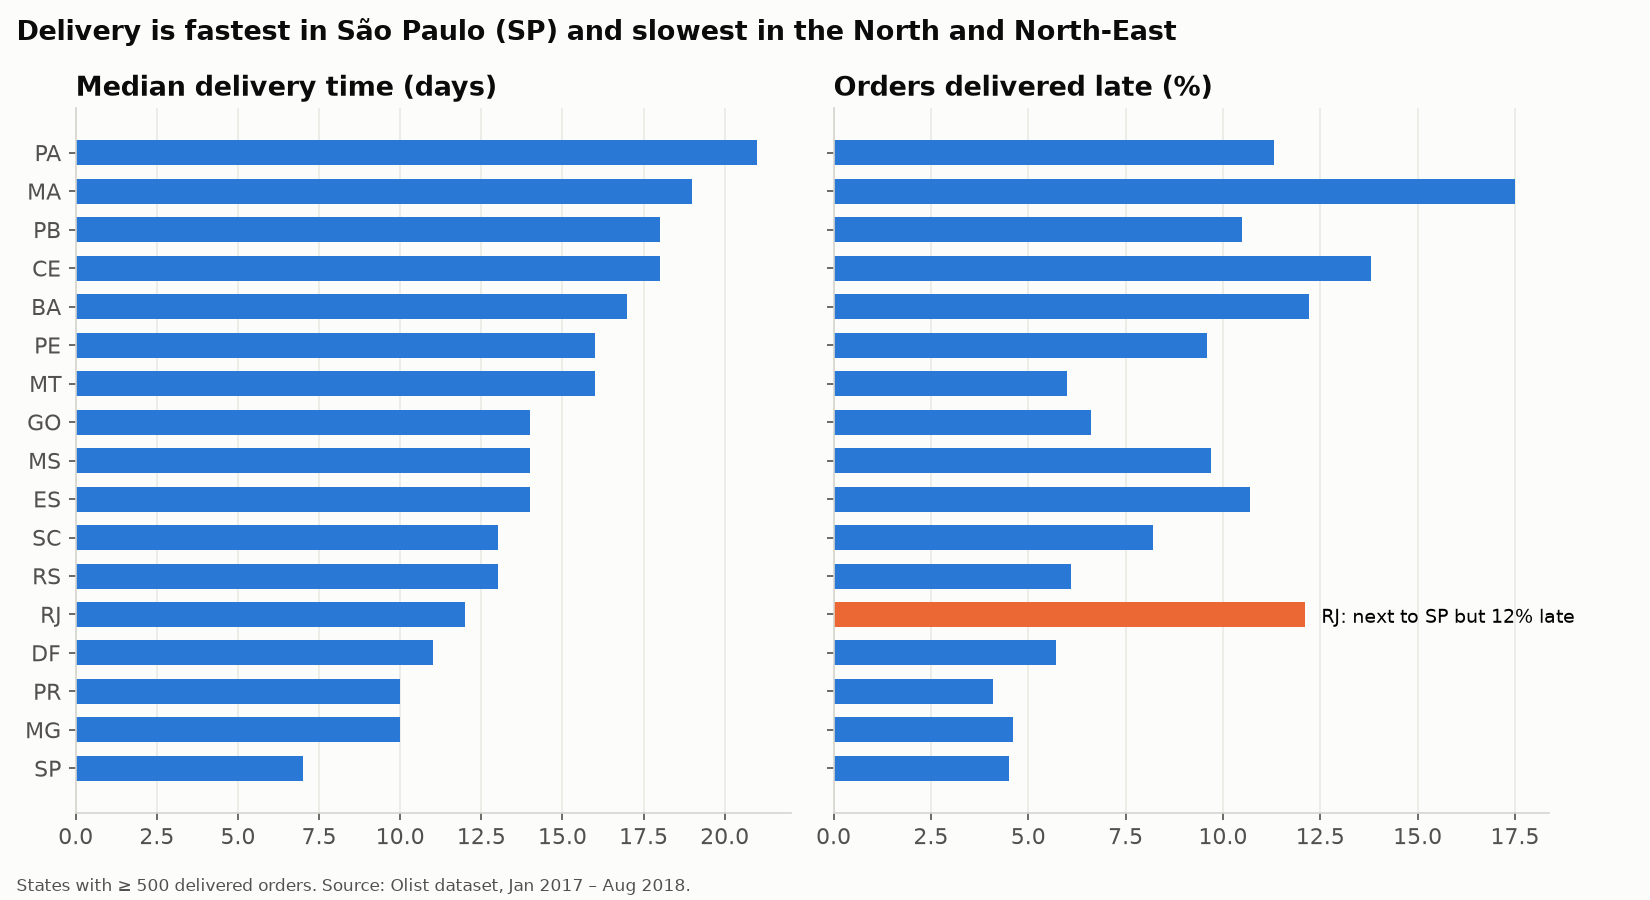 Delivery is fastest in São Paulo (SP) and slowest in the North and North-East
Median delivery time (days)
Orders delivered late (%)
PA
MA
PB
CE
BA
PE
MT
GO
MS
ES
SC
RS
RJ
RJ: next to SP but 12% late
DF
PR
MG
SP
0.0 2.5 5.0 7.5 10.0 12.5 15.0 17.5 20.0
0.0 2.5 5.0 7.5 10.0 12.5 15.0 17.5
States with ≥ 500 delivered orders. Source: Olist dataset, Jan 2017 – Aug 2018.